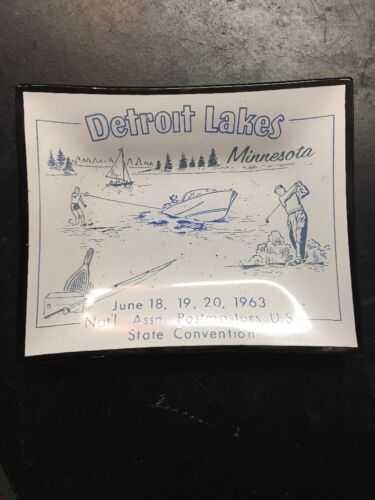 Detroit Lakes
Minnesota
June 18, 19, 20, 1963
Nat'l Assn. Postmasters U.S.
State Convention